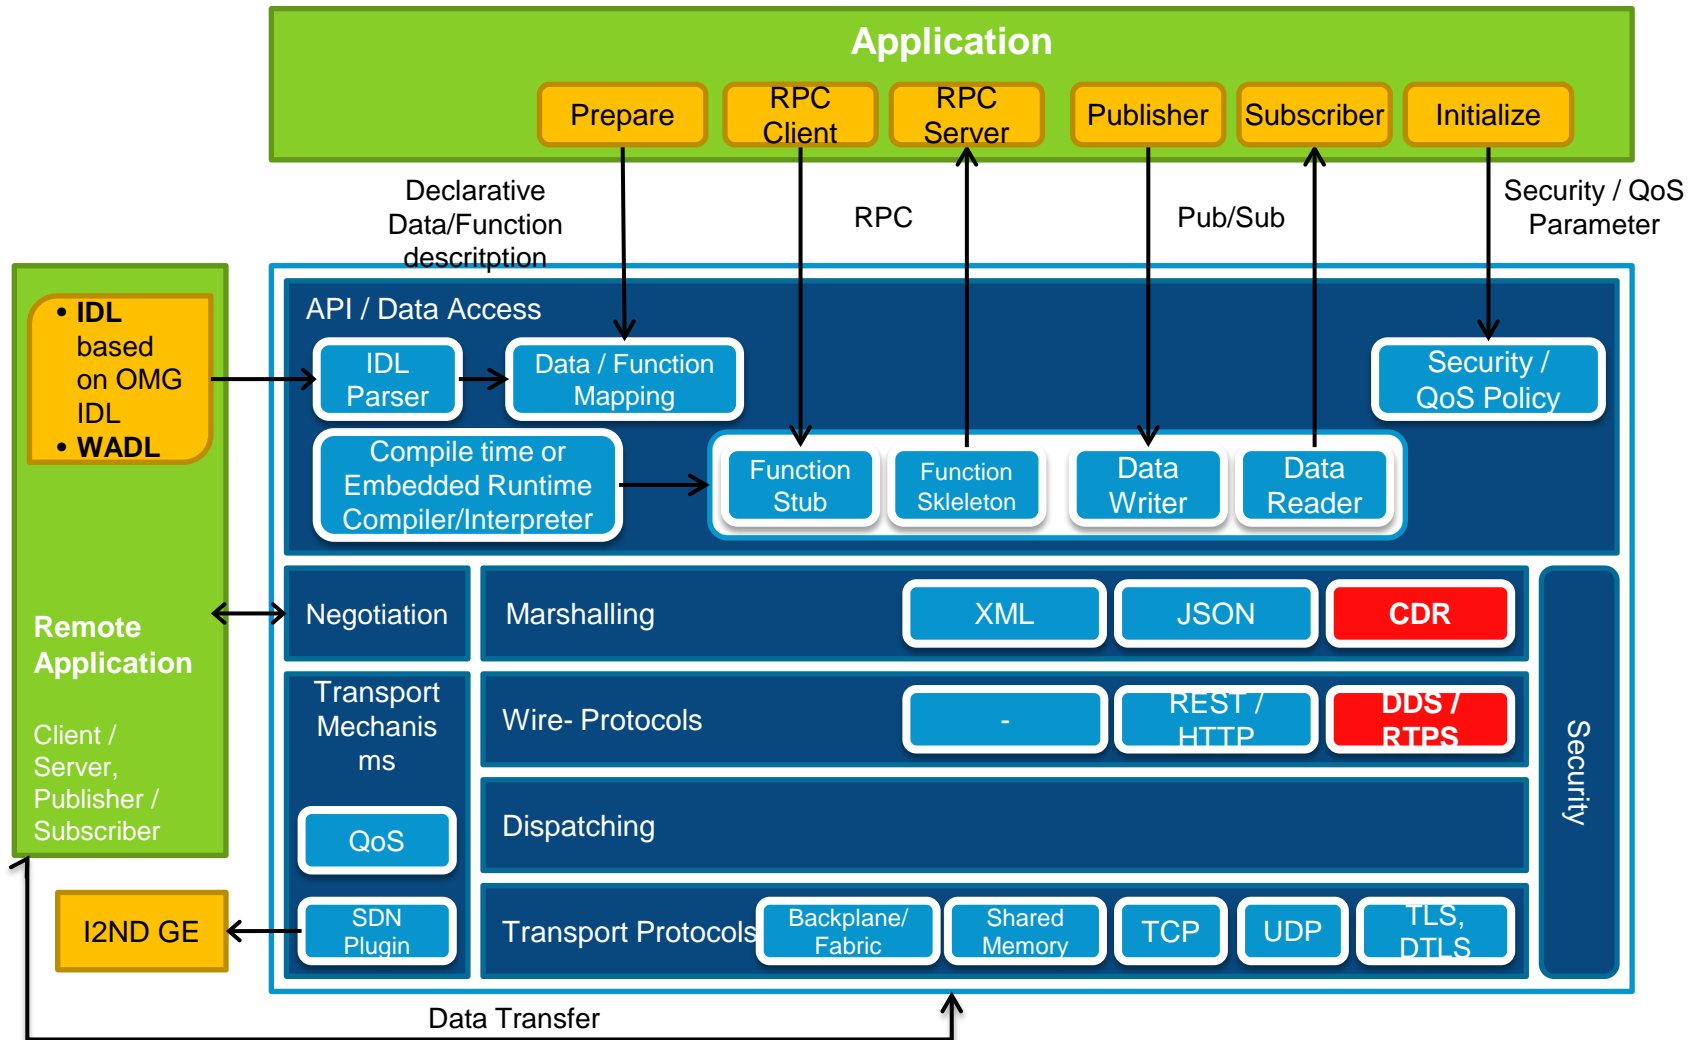 Application
Prepare
RPC
Client
RPC
Server
Publisher
Subscriber
Initialize
Declarative
Data/Function
descritption
RPC
Pub/Sub
Security / QoS
Parameter
• IDL
based
on OMG
IDL
• WADL
Remote
Application
Client /
Server,
Publisher /
Subscriber
I2ND GE
API / Data Access
IDL
Parser
Data / Function
Mapping
Security /
QoS Policy
Compile time or
Embedded Runtime
Compiler/Interpreter
Function
Stub
Function
Skleleton
Data
Writer
Data
Reader
Negotiation
Marshalling
XML
JSON
CDR
Transport
Mechanis
ms
QoS
SDN
Plugin
Wire- Protocols
-
REST /
HTTP
DDS /
RTPS
Dispatching
Transport Protocols
Backplane/
Fabric
Shared
Memory
TCP
UDP
TLS,
DTLS
Security
Data Transfer